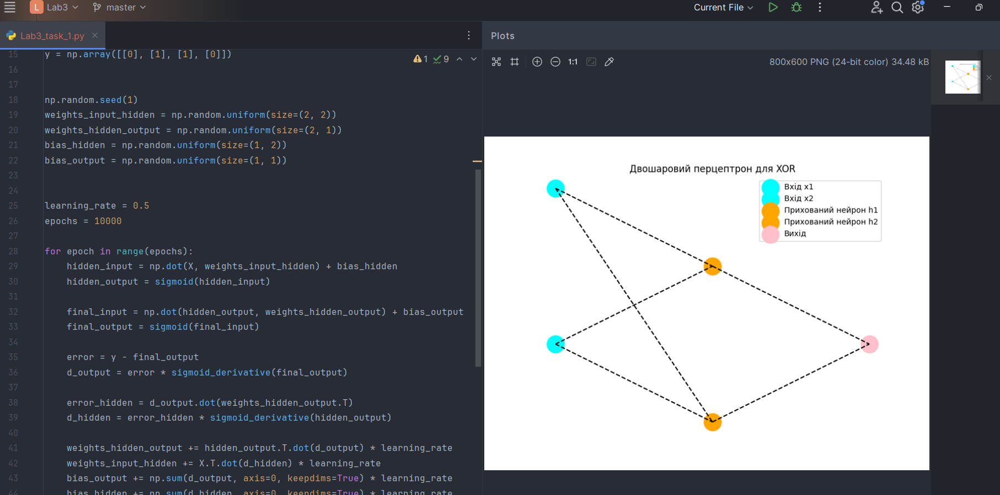 L Lab3 master Current File
Lab3_task_1.py
Plots
1 9
1:1 800x600 PNG (24-bit color) 34.48 kB
15 y = np.array([[0], [1], [1], [0]])
16
17
18 np.random.seed(1)
19 weights_input_hidden = np.random.uniform(size=(2, 2))
20 weights_hidden_output = np.random.uniform(size=(2, 1))
21 bias_hidden = np.random.uniform(size=(1, 2))
22 bias_output = np.random.uniform(size=(1, 1))
23
24
25 learning_rate = 0.5
26 epochs = 10000
27
28 for epoch in range(epochs):
29 hidden_input = np.dot(X, weights_input_hidden) + bias_hidden
30 hidden_output = sigmoid(hidden_input)
31
32 final_input = np.dot(hidden_output, weights_hidden_output) + bias_output
33 final_output = sigmoid(final_input)
34
35 error = y - final_output
36 d_output = error * sigmoid_derivative(final_output)
37
38 error_hidden = d_output.dot(weights_hidden_output.T)
39 d_hidden = error_hidden * sigmoid_derivative(hidden_output)
40
41 weights_hidden_output += hidden_output.T.dot(d_output) * learning_rate
42 weights_input_hidden += X.T.dot(d_hidden) * learning_rate
43 bias_output += np.sum(d_output, axis=0, keepdims=True) * learning_rate
44 bias_hidden += np.sum(d_hidden, axis=0, keepdims=True) * learning_rate
Двошаровий перцептрон для XOR
Вхід x1
Вхід x2
Прихований нейрон h1
Прихований нейрон h2
Вихід